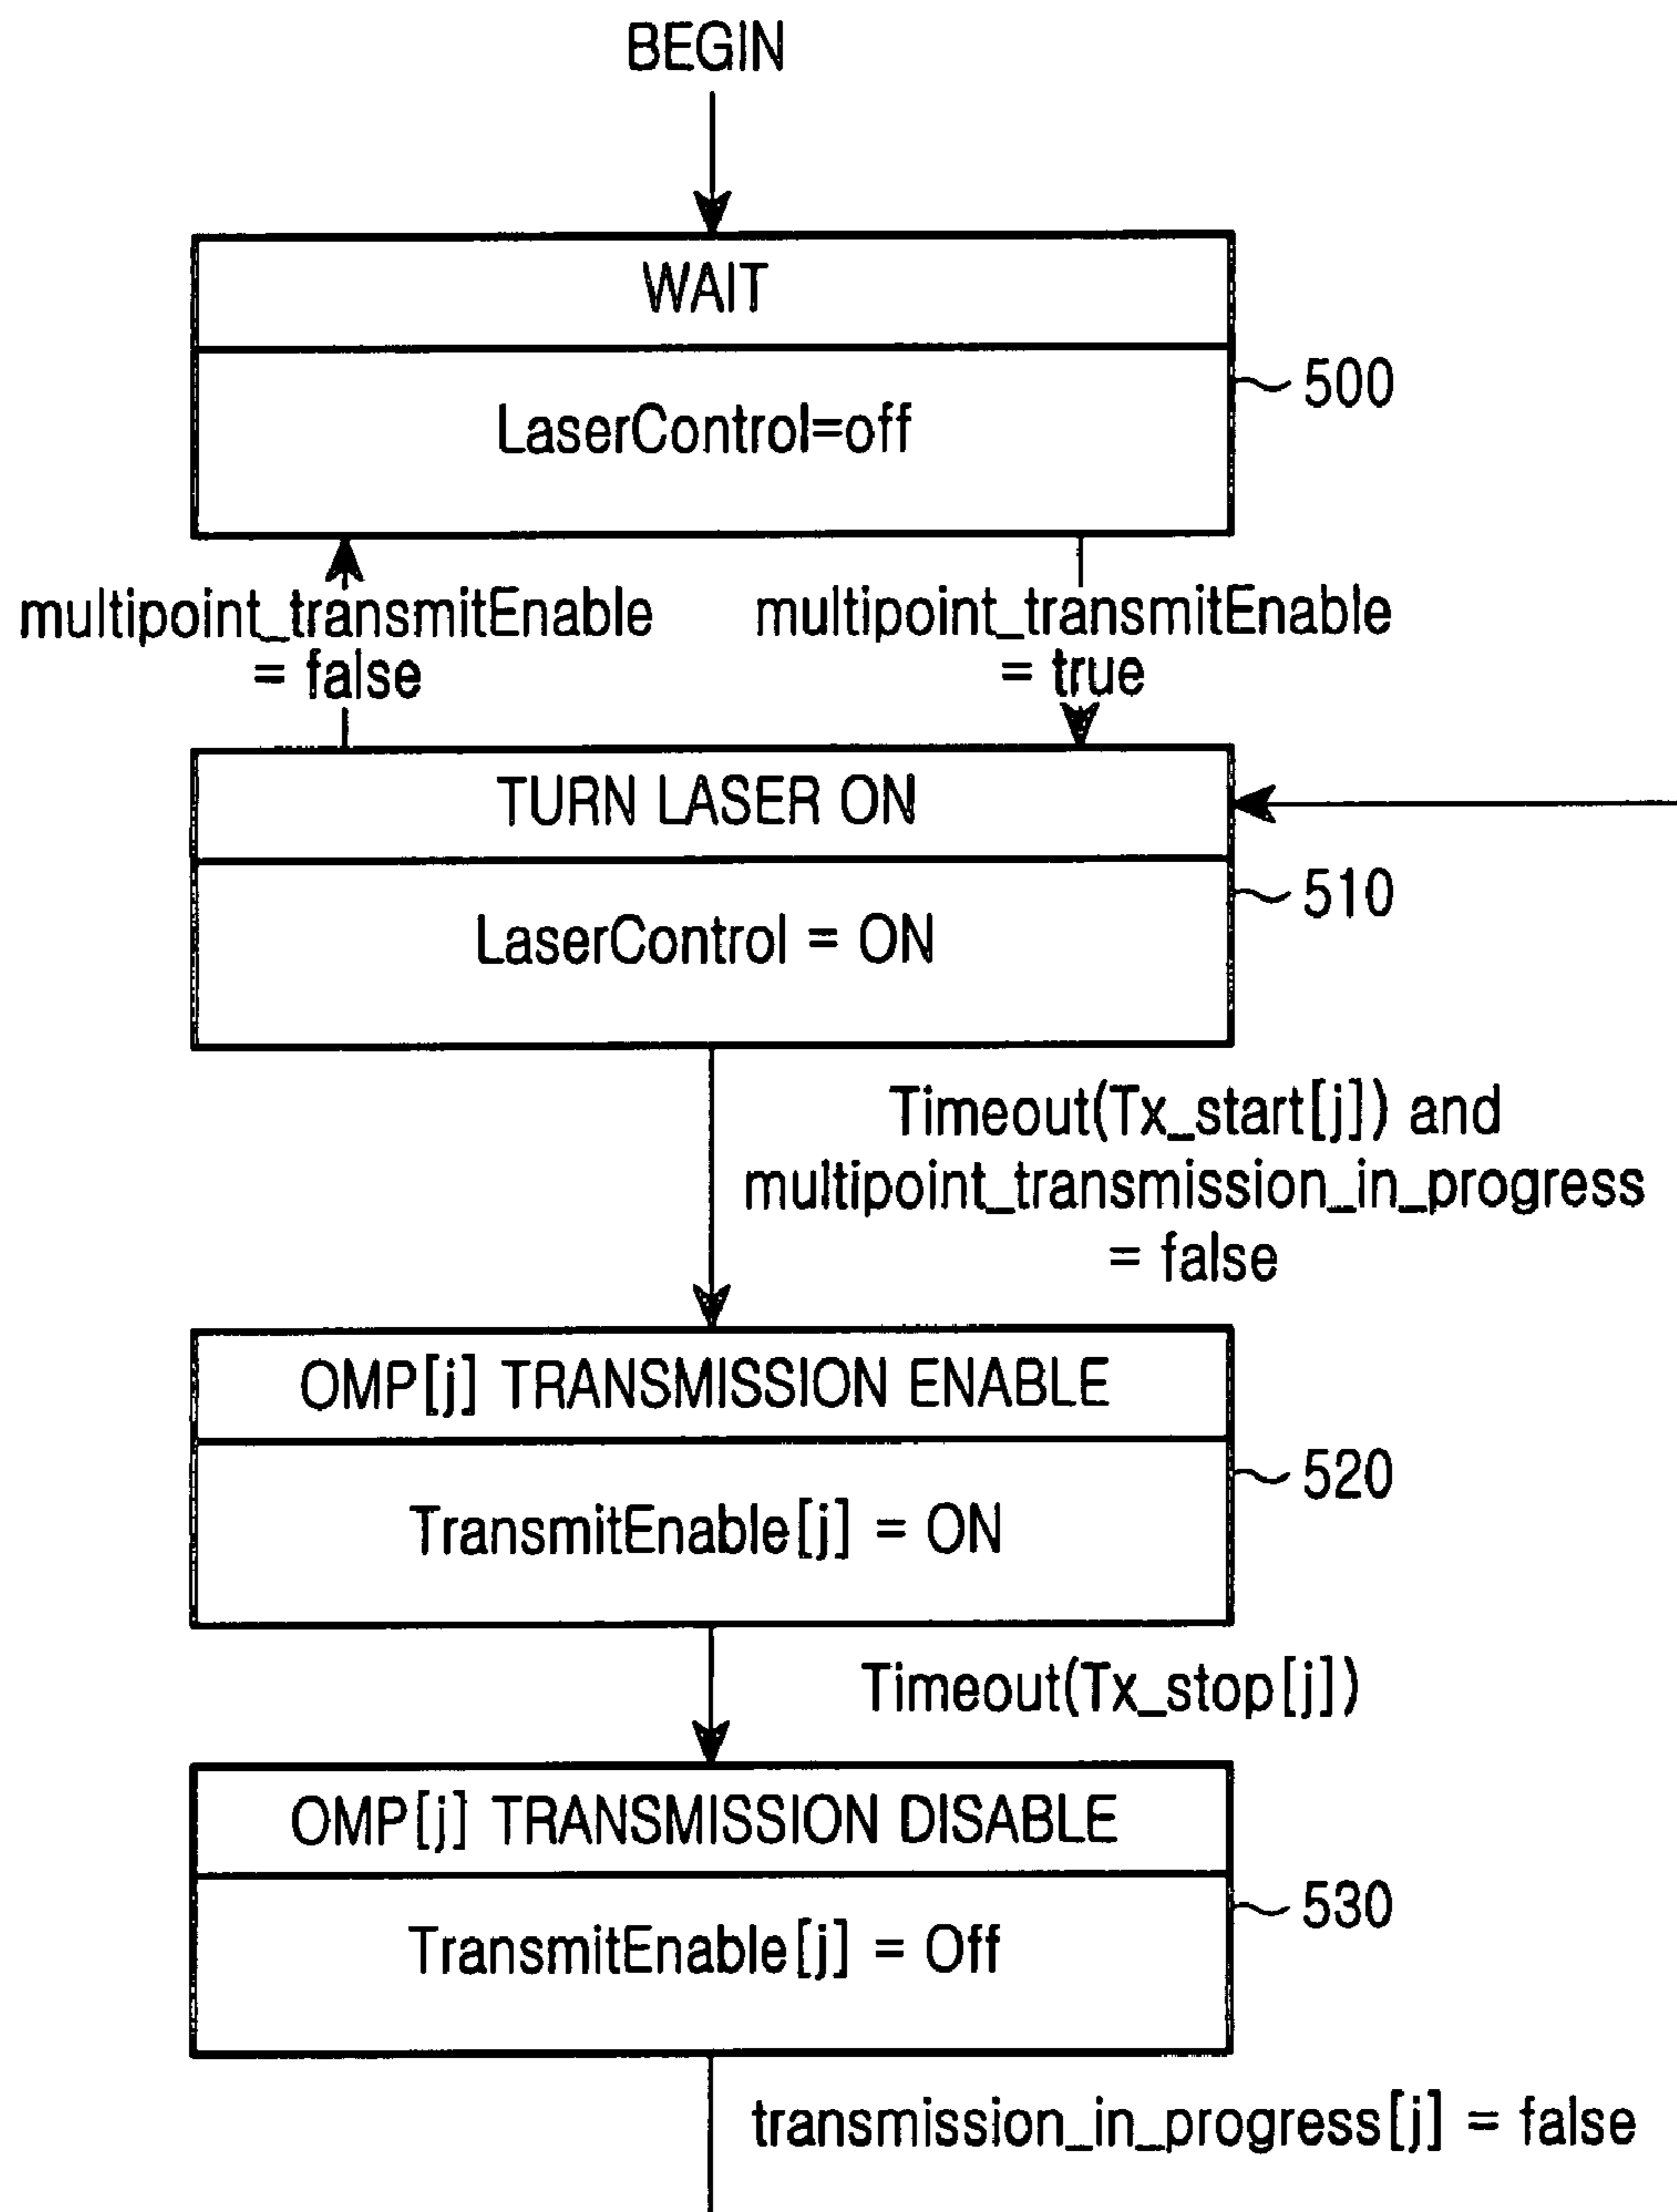 BEGIN
WAIT
LaserControl=off
500
multipoint_transmitEnable
= false
multipoint_transmitEnable
= true
TURN LASER ON
LaserControl = ON
510
Timeout(Tx_start[j]) and
multipoint_transmission_in_progress
= false
OMP[j] TRANSMISSION ENABLE
TransmitEnable[j] = ON
520
Timeout(Tx_stop[j])
OMP[j] TRANSMISSION DISABLE
TransmitEnable[j] = Off
530
transmission_in_progress[j] = false